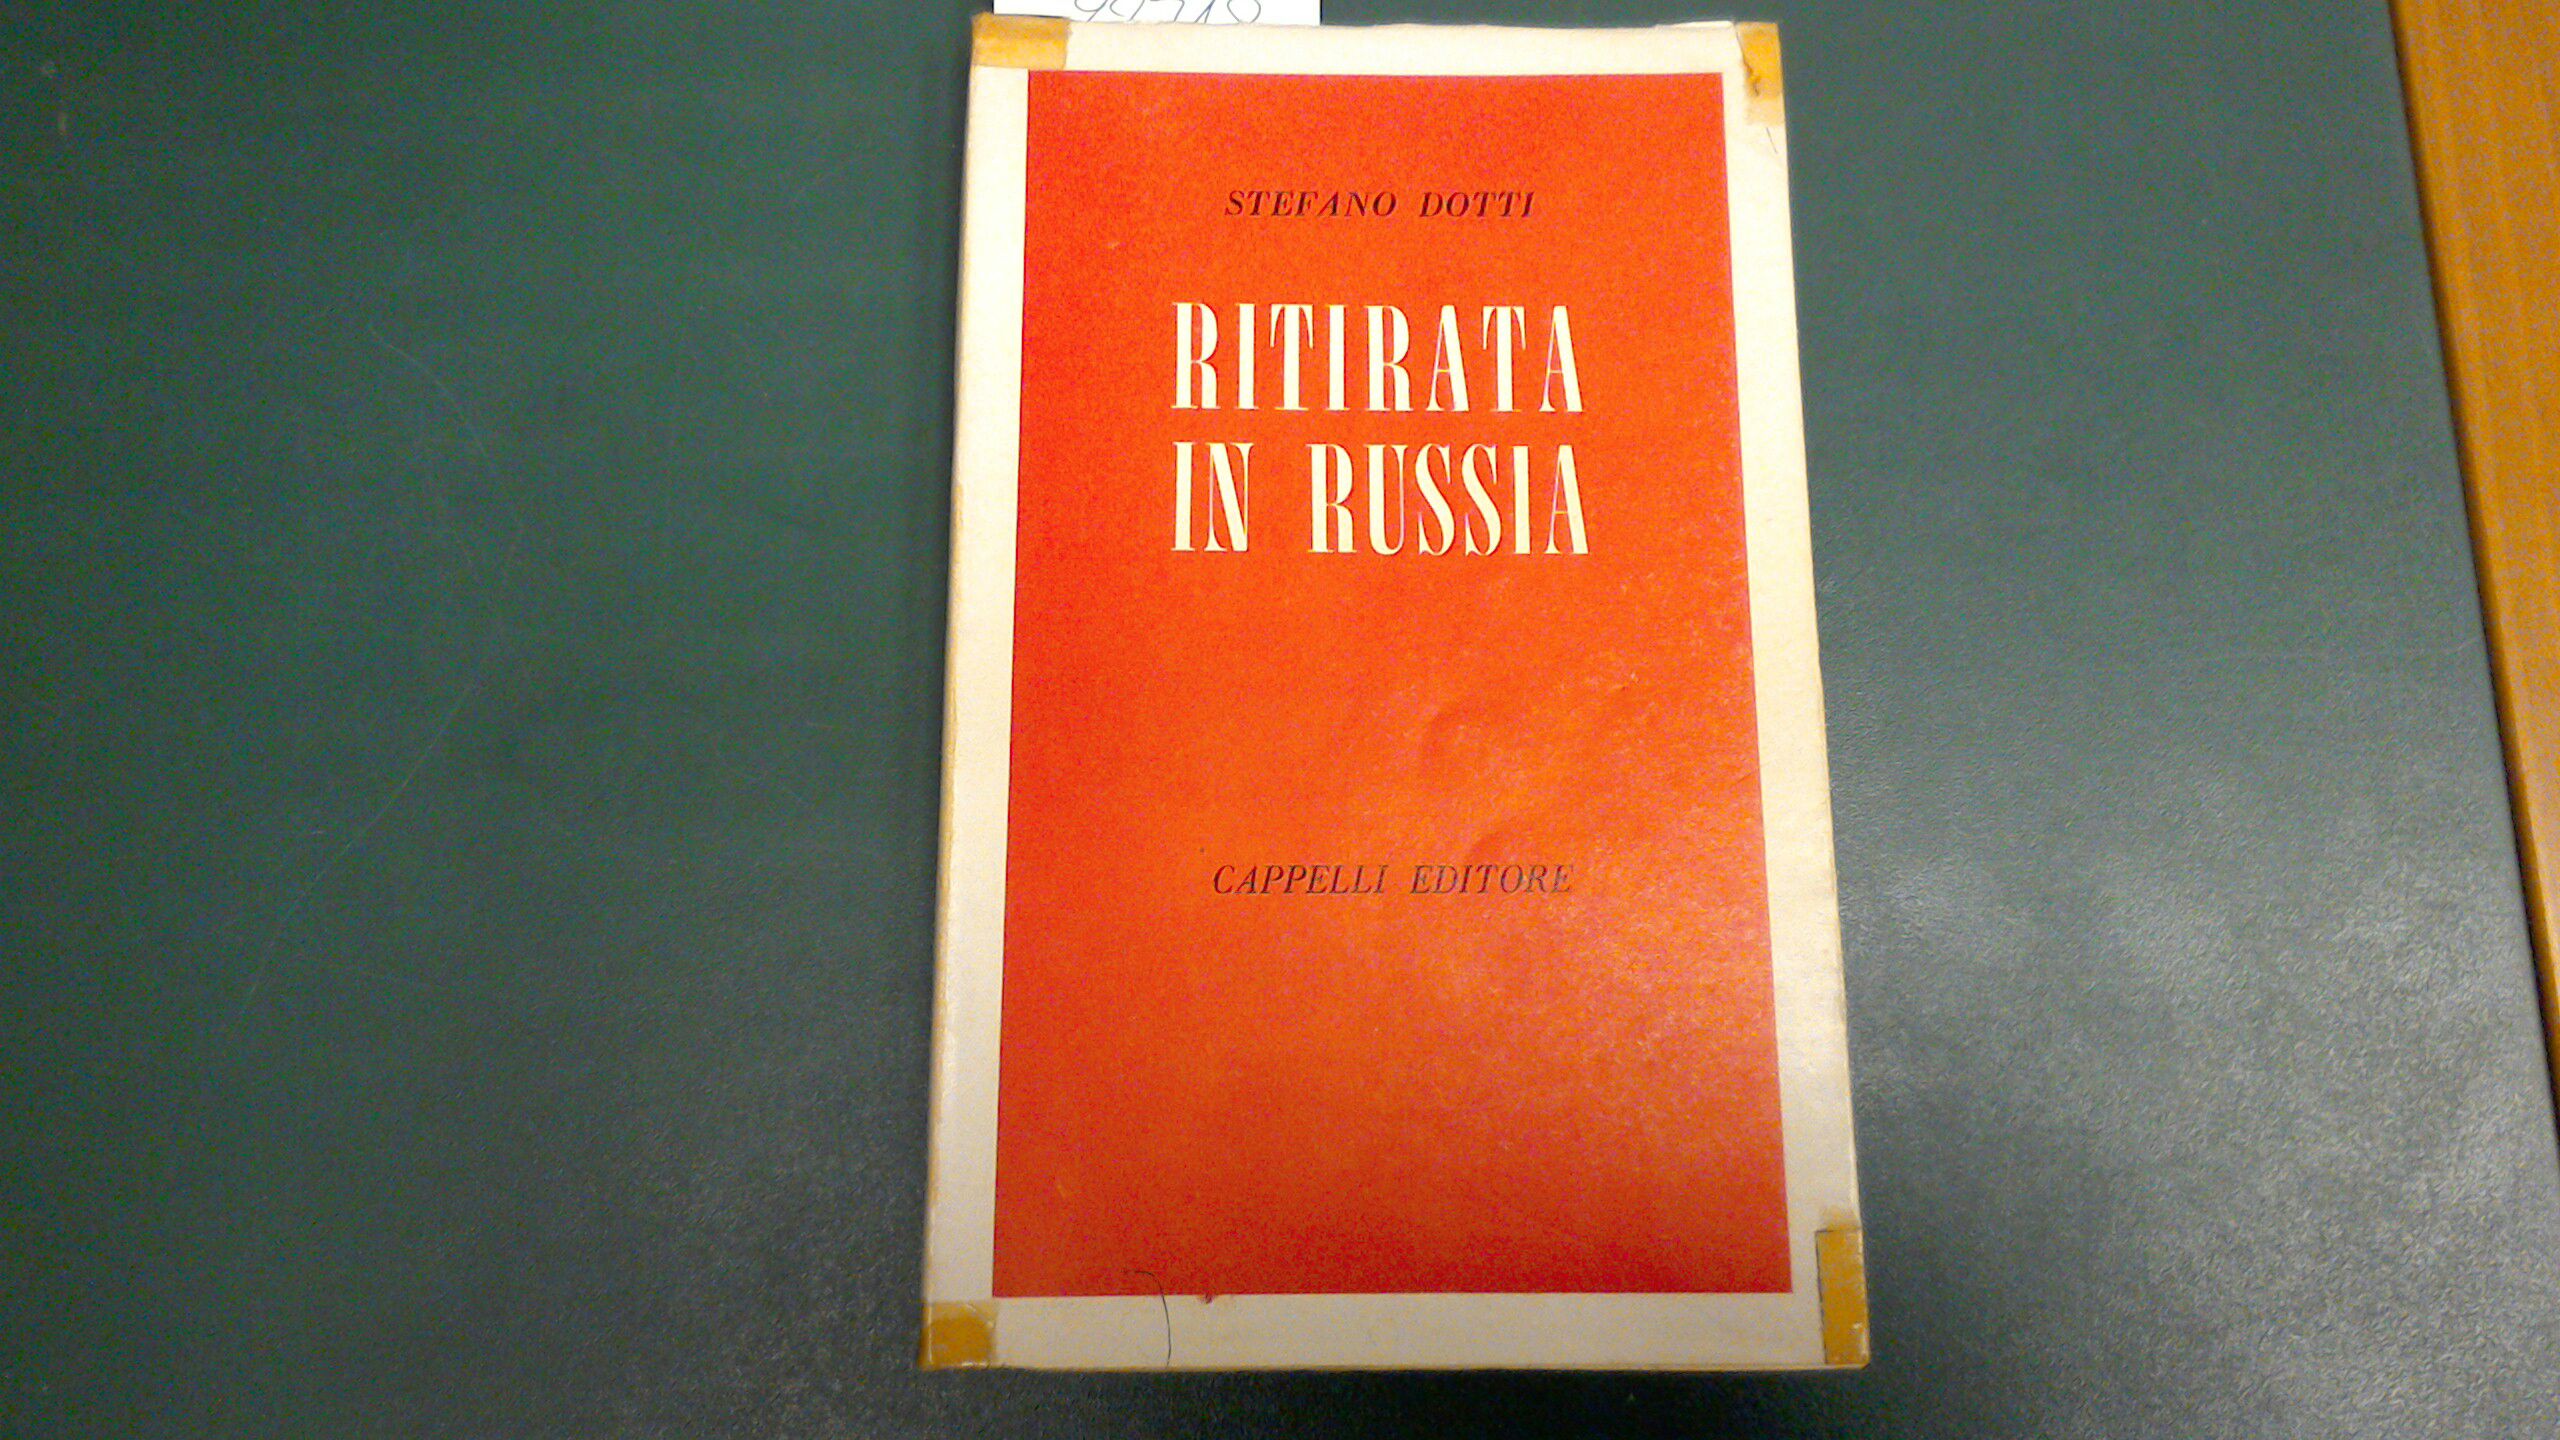 STEFANO DOTTI
RITIRATA
IN RUSSIA
CAPPELLI EDITORE